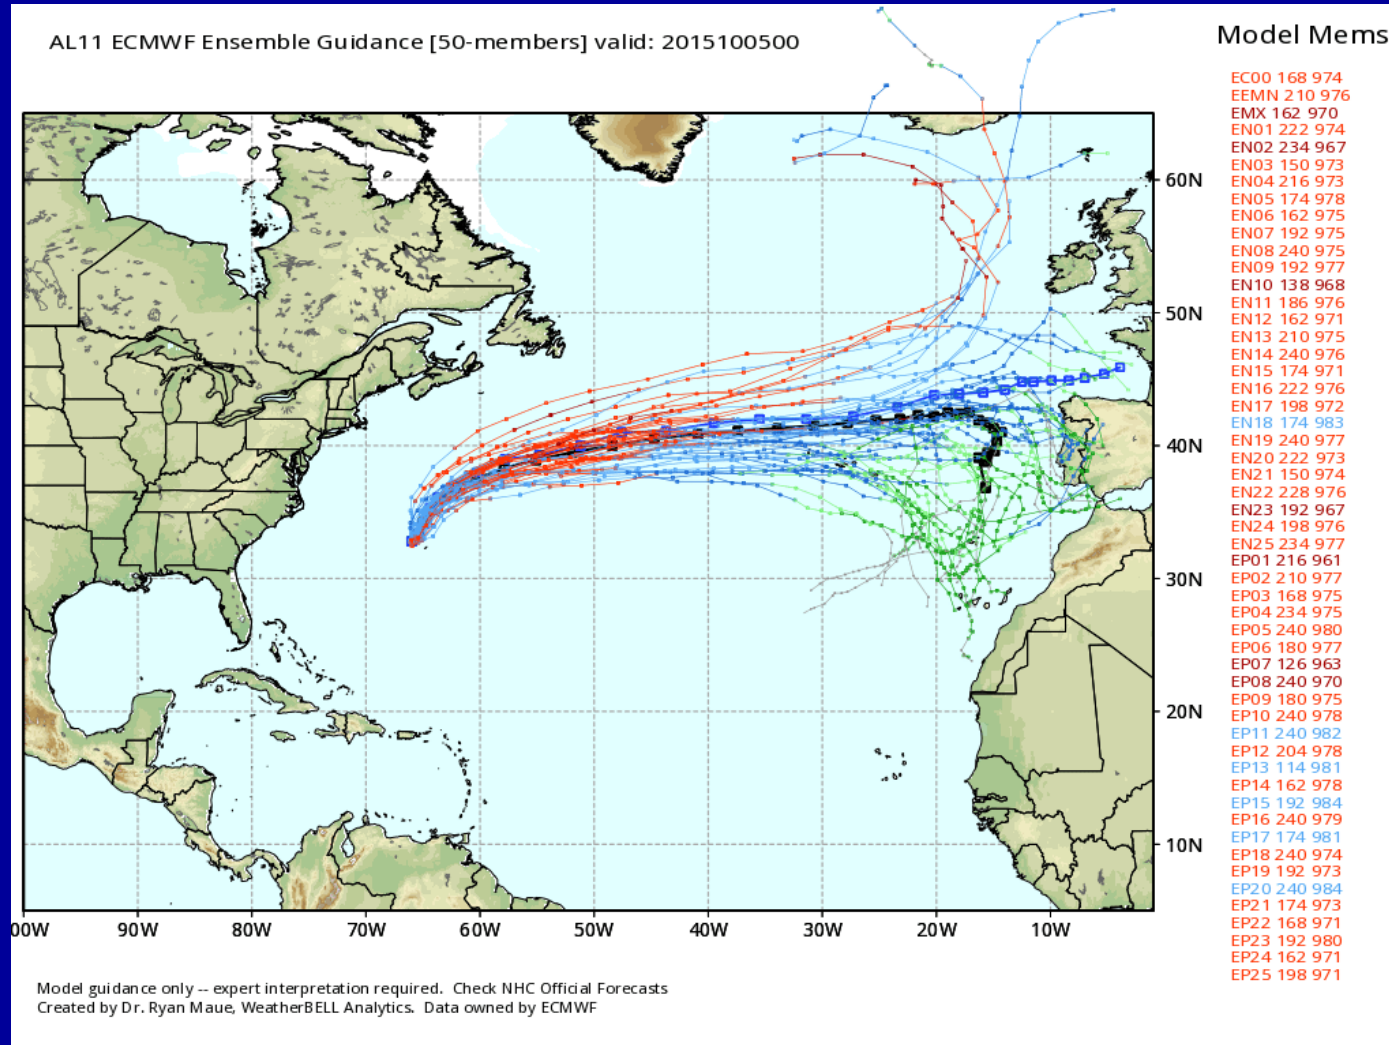 AL11 ECMWF Ensemble Guidance [50-members] valid: 2015100500
Model Mems
EC00 168 974
EEMN 210 976
EMX 162 970
EN01 222 974
EN02 234 967
EN03 150 973
EN04 216 973
EN05 174 978
EN06 162 975
EN07 192 975
EN08 240 975
EN09 192 977
EN10 138 968
EN11 186 976
EN12 162 971
EN13 210 975
EN14 240 976
EN15 174 971
EN16 222 976
EN17 198 972
EN18 174 983
EN19 240 977
EN20 222 973
EN21 150 974
EN22 228 976
EN23 192 967
EN24 198 976
EN25 234 977
EP01 216 961
EP02 210 977
EP03 168 975
EP04 234 975
EP05 240 980
EP06 180 977
EP07 126 963
EP08 240 970
EP09 180 975
EP10 240 978
EP11 240 982
EP12 204 978
EP13 114 981
EP14 162 978
EP15 192 984
EP16 240 979
EP17 174 981
EP18 240 974
EP19 192 973
EP20 240 984
EP21 174 973
EP22 168 971
EP23 192 980
EP24 162 971
EP25 198 971
60N
50N
40N
30N
20N
10N
00W 90W 80W 70W 60W 50W 40W 30W 20W 10W
Model guidance only -- expert interpretation required. Check NHC Official Forecasts
Created by Dr. Ryan Maue, WeatherBELL Analytics. Data owned by ECMWF